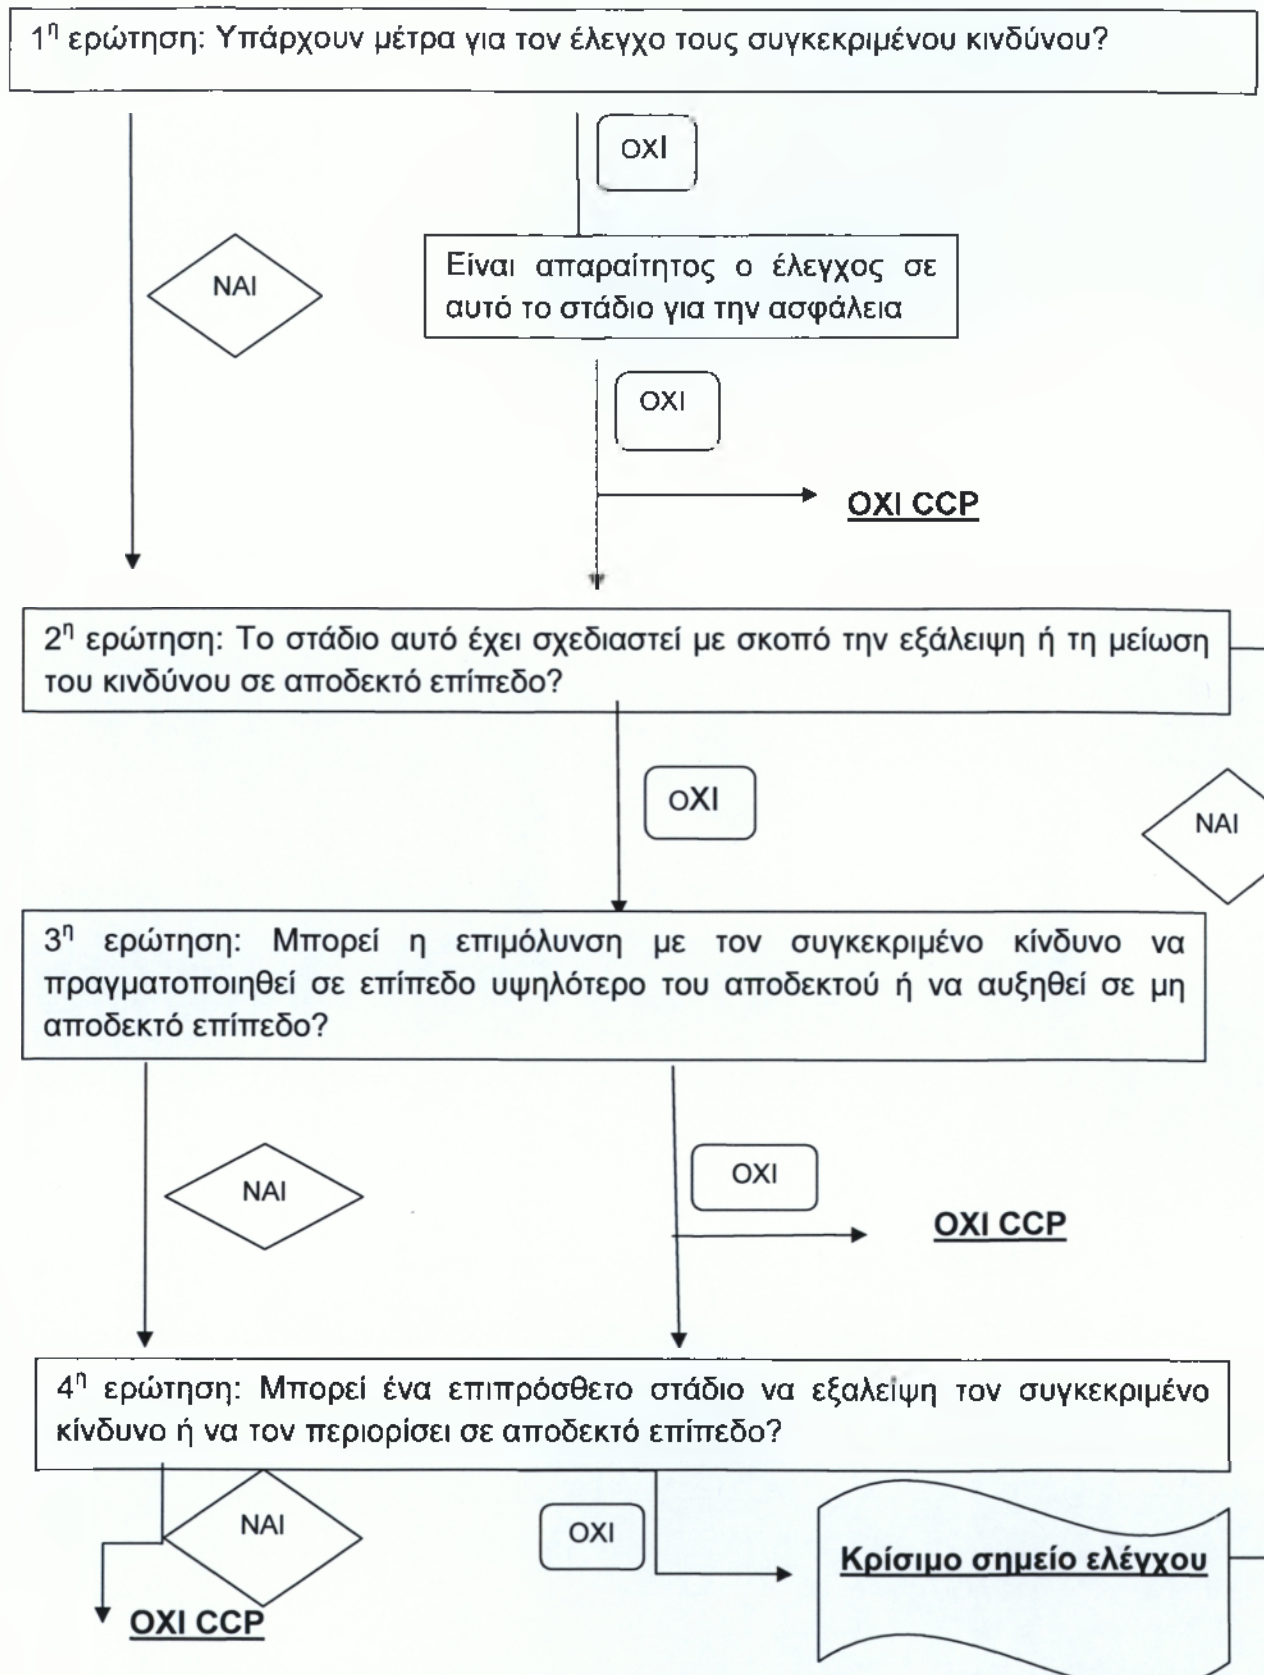 1η ερώτηση: Υπάρχουν μέτρα για τον έλεγχο τους συγκεκριμένου κινδύνου?
ΟΧΙ
ΝΑΙ
Είναι απαραίτητος ο έλεγχος σε
αυτό το στάδιο για την ασφάλεια
ΟΧΙ
ΟΧΙ CCP
2η ερώτηση: Το στάδιο αυτό έχει σχεδιαστεί με σκοπό την εξάλειψη ή τη μείωση
του κινδύνου σε αποδεκτό επίπεδο?
οΧΙ
ΝΑΙ
3η ερώτηση: Μπορεί η επιμόλυνση με τον συγκεκριμένο κίνδυνο να
πραγματοποιηθεί σε επίπεδο υψηλότερο του αποδεκτού ή να αυξηθεί σε μη
αποδεκτό επίπεδο?
ΝΑΙ
ΟΧΙ
ΟΧΙ CCP
4η ερώτηση: Μπορεί ένα επιπρόσθετο στάδιο να εξαλείψη τον συγκεκριμένο
κίνδυνο ή να τον περιορίσει σε αποδεκτό επίπεδο?
ΝΑΙ
ΟΧΙ
Κρίσιμο σημείο ελέγχου
ΟΧΙ CCP